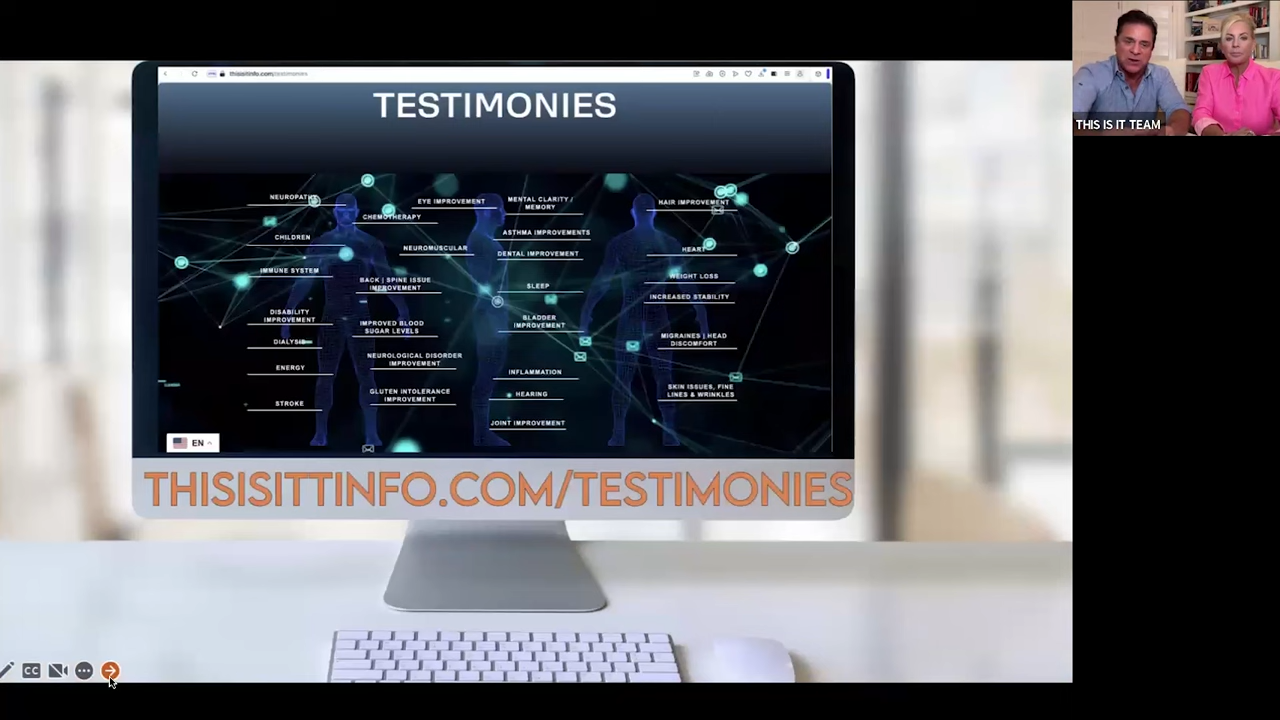 THIS IS IT TEAM
thisisitinfo.com/testimonies
TESTIMONIES
NEUROPATHY
CHILDREN
IMMUNE SYSTEM
DISABILITY
IMPROVEMENT
DIALYSIS
ENERGY
STROKE
CHEMOTHERAPY
EYE IMPROVEMENT
NEUROMUSCULAR
BACK | SPINE ISSUE
IMPROVEMENT
IMPROVED BLOOD
SUGAR LEVELS
NEUROLOGICAL DISORDER
IMPROVEMENT
GLUTEN INTOLERANCE
IMPROVEMENT
MENTAL CLARITY /
MEMORY
ASTHMA IMPROVEMENTS
DENTAL IMPROVEMENT
SLEEP
BLADDER
IMPROVEMENT
INFLAMMATION
HEARING
JOINT IMPROVEMENT
HAIR IMPROVEMENT
HEART
WEIGHT LOSS
INCREASED STABILITY
MIGRAINES | HEAD
DISCOMFORT
SKIN ISSUES, FINE
LINES & WRINKLES
EN
THISISITTINFO.COM/TESTIMONIES
CC